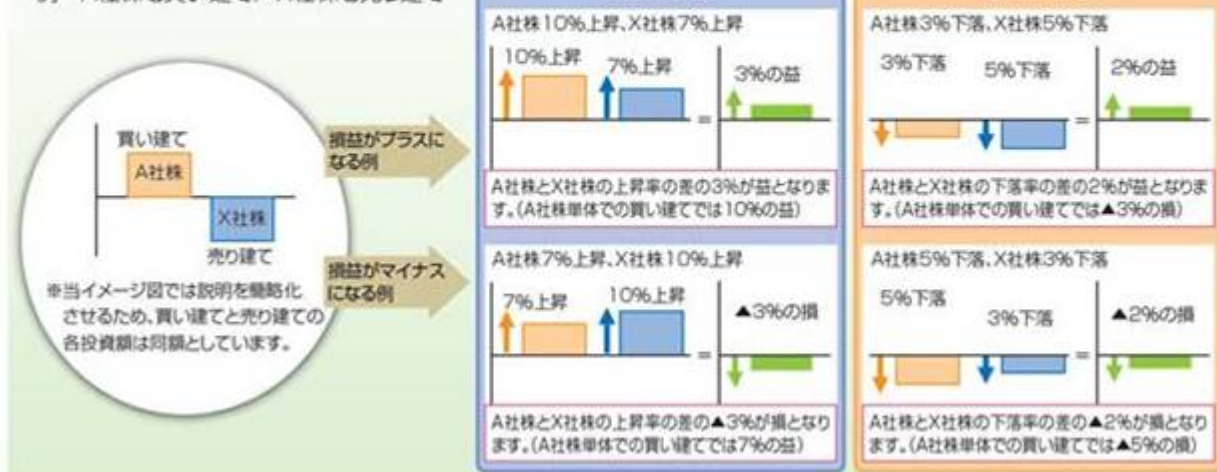 A社株10%上昇、X社株7%上昇
10%上昇
7%上昇
3%の益
=
A社株とX社株の上昇率の差の3%が益となりま
す。(A社株単体での買い建てでは10%の益)
A社株3%下落、X社株5%下落
3%下落
5%下落
2%の益
=
A社株とX社株の下落率の差の2%が益となりま
す。(A社株単体での買い建てでは▲3%の損)
買い建て
A社株
X社株
売り建て
※当イメージ図では説明を簡略化
させるため、買い建てと売り建ての
各投資額は同額としています。
損益がプラスに
なる例
損益がマイナス
になる例
A社株7%上昇、X社株10%上昇
7%上昇
10%上昇
▲3%の損
=
A社株とX社株の上昇率の差の▲3%が損となり
ます。(A社株単体での買い建てでは7%の益)
A社株5%下落、X社株3%下落
5%下落
3%下落
▲2%の損
=
A社株とX社株の下落率の差の▲2%が損となり
ます。(A社株単体での買い建てでは▲5%の損)